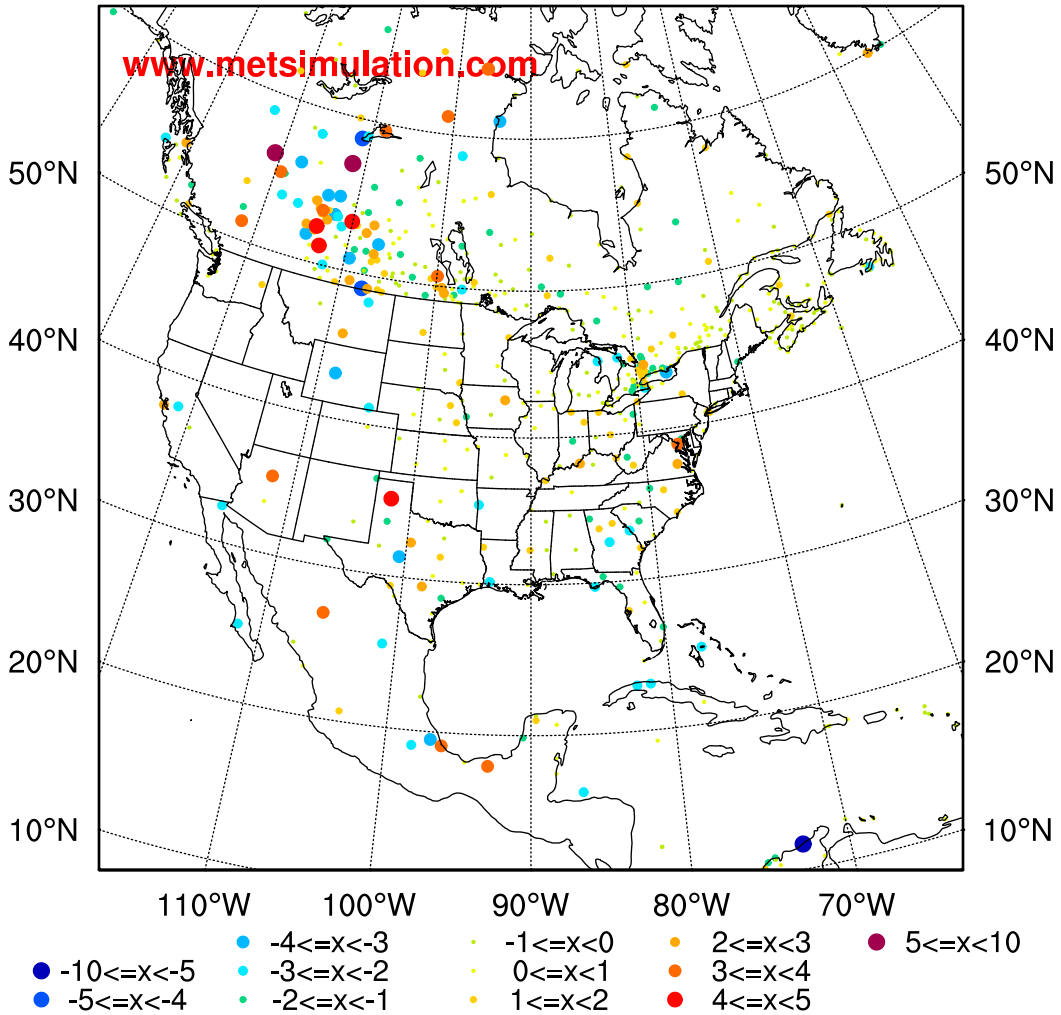 www.metsimulation.com
50°N 50°N
40°N 40°N
30°N 30°N
20°N 20°N
10°N 10°N
110°W 100°W 90°W 80°W 70°W
-4<=x<-3 -1<=x<0 2<=x<3 5<=x<10
-10<=x<-5 -3<=x<-2 0<=x<1 3<=x<4
-5<=x<-4 -2<=x<-1 1<=x<2 4<=x<5